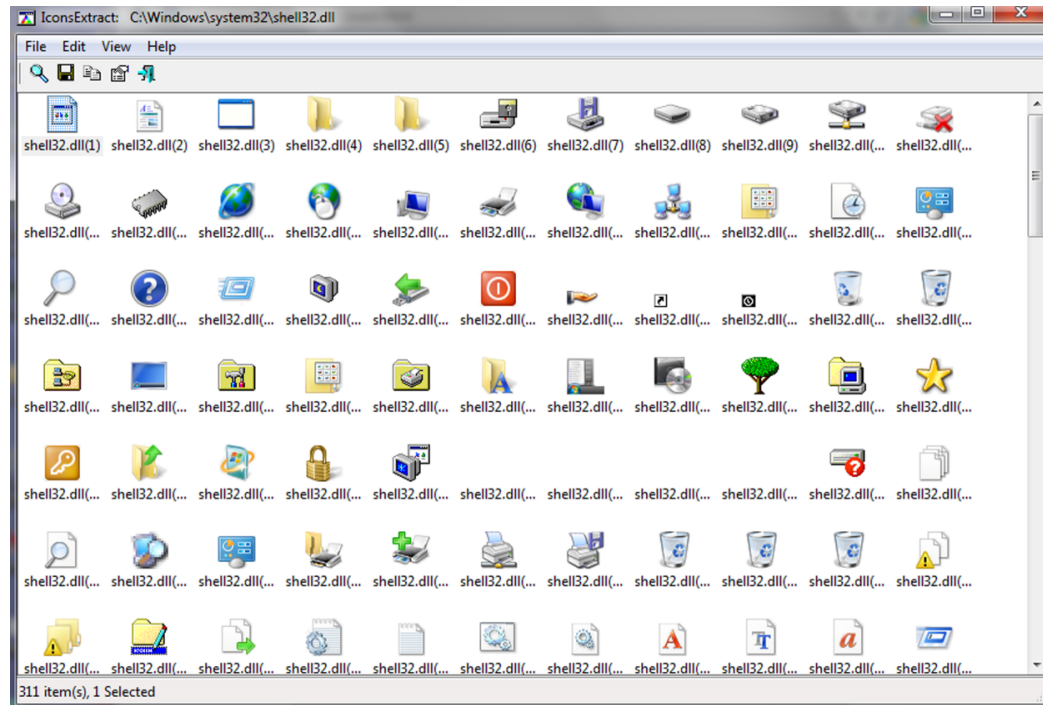 IconsExtract: C:\Windows\system32\shell32.dll
File Edit View Help
shell32.dll(1) shell32.dll(2) shell32.dll(3) shell32.dll(4) shell32.dll(5) shell32.dll(6) shell32.dll(7) shell32.dll(8) shell32.dll(9) shell32.dll(... shell32.dll(...
shell32.dll(... shell32.dll(... shell32.dll(... shell32.dll(... shell32.dll(... shell32.dll(... shell32.dll(... shell32.dll(... shell32.dll(... shell32.dll(... shell32.dll(...
shell32.dll(... shell32.dll(... shell32.dll(... shell32.dll(... shell32.dll(... shell32.dll(... shell32.dll(... shell32.dll(... shell32.dll(... shell32.dll(... shell32.dll(...
shell32.dll(... shell32.dll(... shell32.dll(... shell32.dll(... shell32.dll(... shell32.dll(... shell32.dll(... shell32.dll(... shell32.dll(... shell32.dll(... shell32.dll(...
shell32.dll(... shell32.dll(... shell32.dll(... shell32.dll(... shell32.dll(... shell32.dll(... shell32.dll(... shell32.dll(... shell32.dll(... shell32.dll(... shell32.dll(...
shell32.dll(... shell32.dll(... shell32.dll(... shell32.dll(... shell32.dll(... shell32.dll(... shell32.dll(... shell32.dll(... shell32.dll(... shell32.dll(... shell32.dll(...
shell32.dll(... shell32.dll(... shell32.dll(... shell32.dll(... shell32.dll(... shell32.dll(... shell32.dll(... shell32.dll(... shell32.dll(... shell32.dll(... shell32.dll(...
311 item(s), 1 Selected